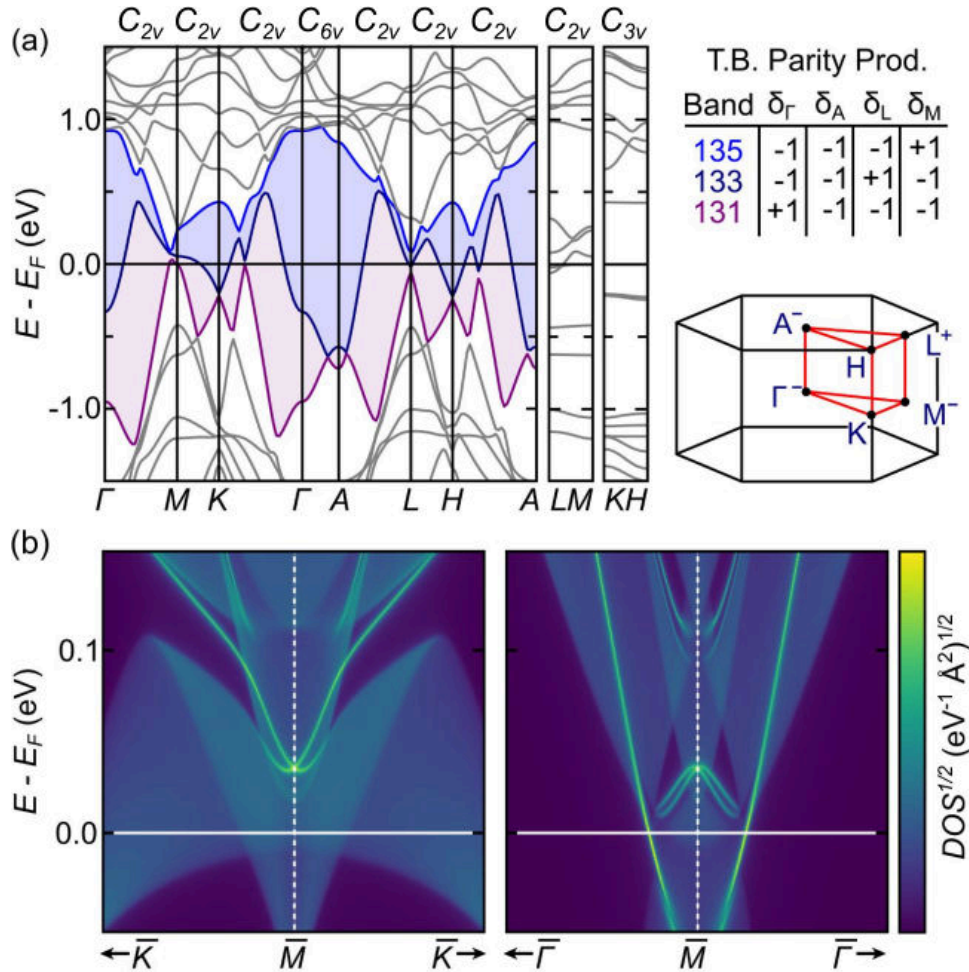 (a)
C2v C2v C2v C6v C2v C2v C2v C2v C3v
E - EF (eV)
1.0
0.0
-1.0
Γ M K Γ A L H A LM KH
T.B. Parity Prod.
Band δΓ δA δL δM
135 -1 -1 -1 +1
133 -1 -1 +1 -1
131 +1 -1 -1 -1
A-
L+
H
Γ-
M-
K
(b)
E - EF (eV)
0.1
0.0
←K̅ M̅ K̅→
←Γ̅ M̅ Γ̅→
DOS1/2 (eV-1 Å2)1/2